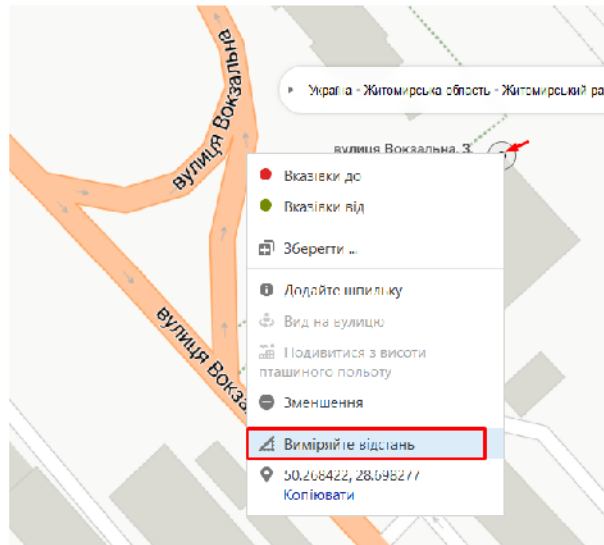 вулиця Вокзальна
Україна - Житомирська область - Житомирський ра
вулиця Вокзальна, 3,
Вказівки до
Вказівки від
Зберегти ...
Додайте шпильку
Вид на вулицю
Подивитися з висоти
пташиного польоту
Зменшення
вулиця Вокза
Виміряйте відстань
50.268422, 28.698277
Копіювати